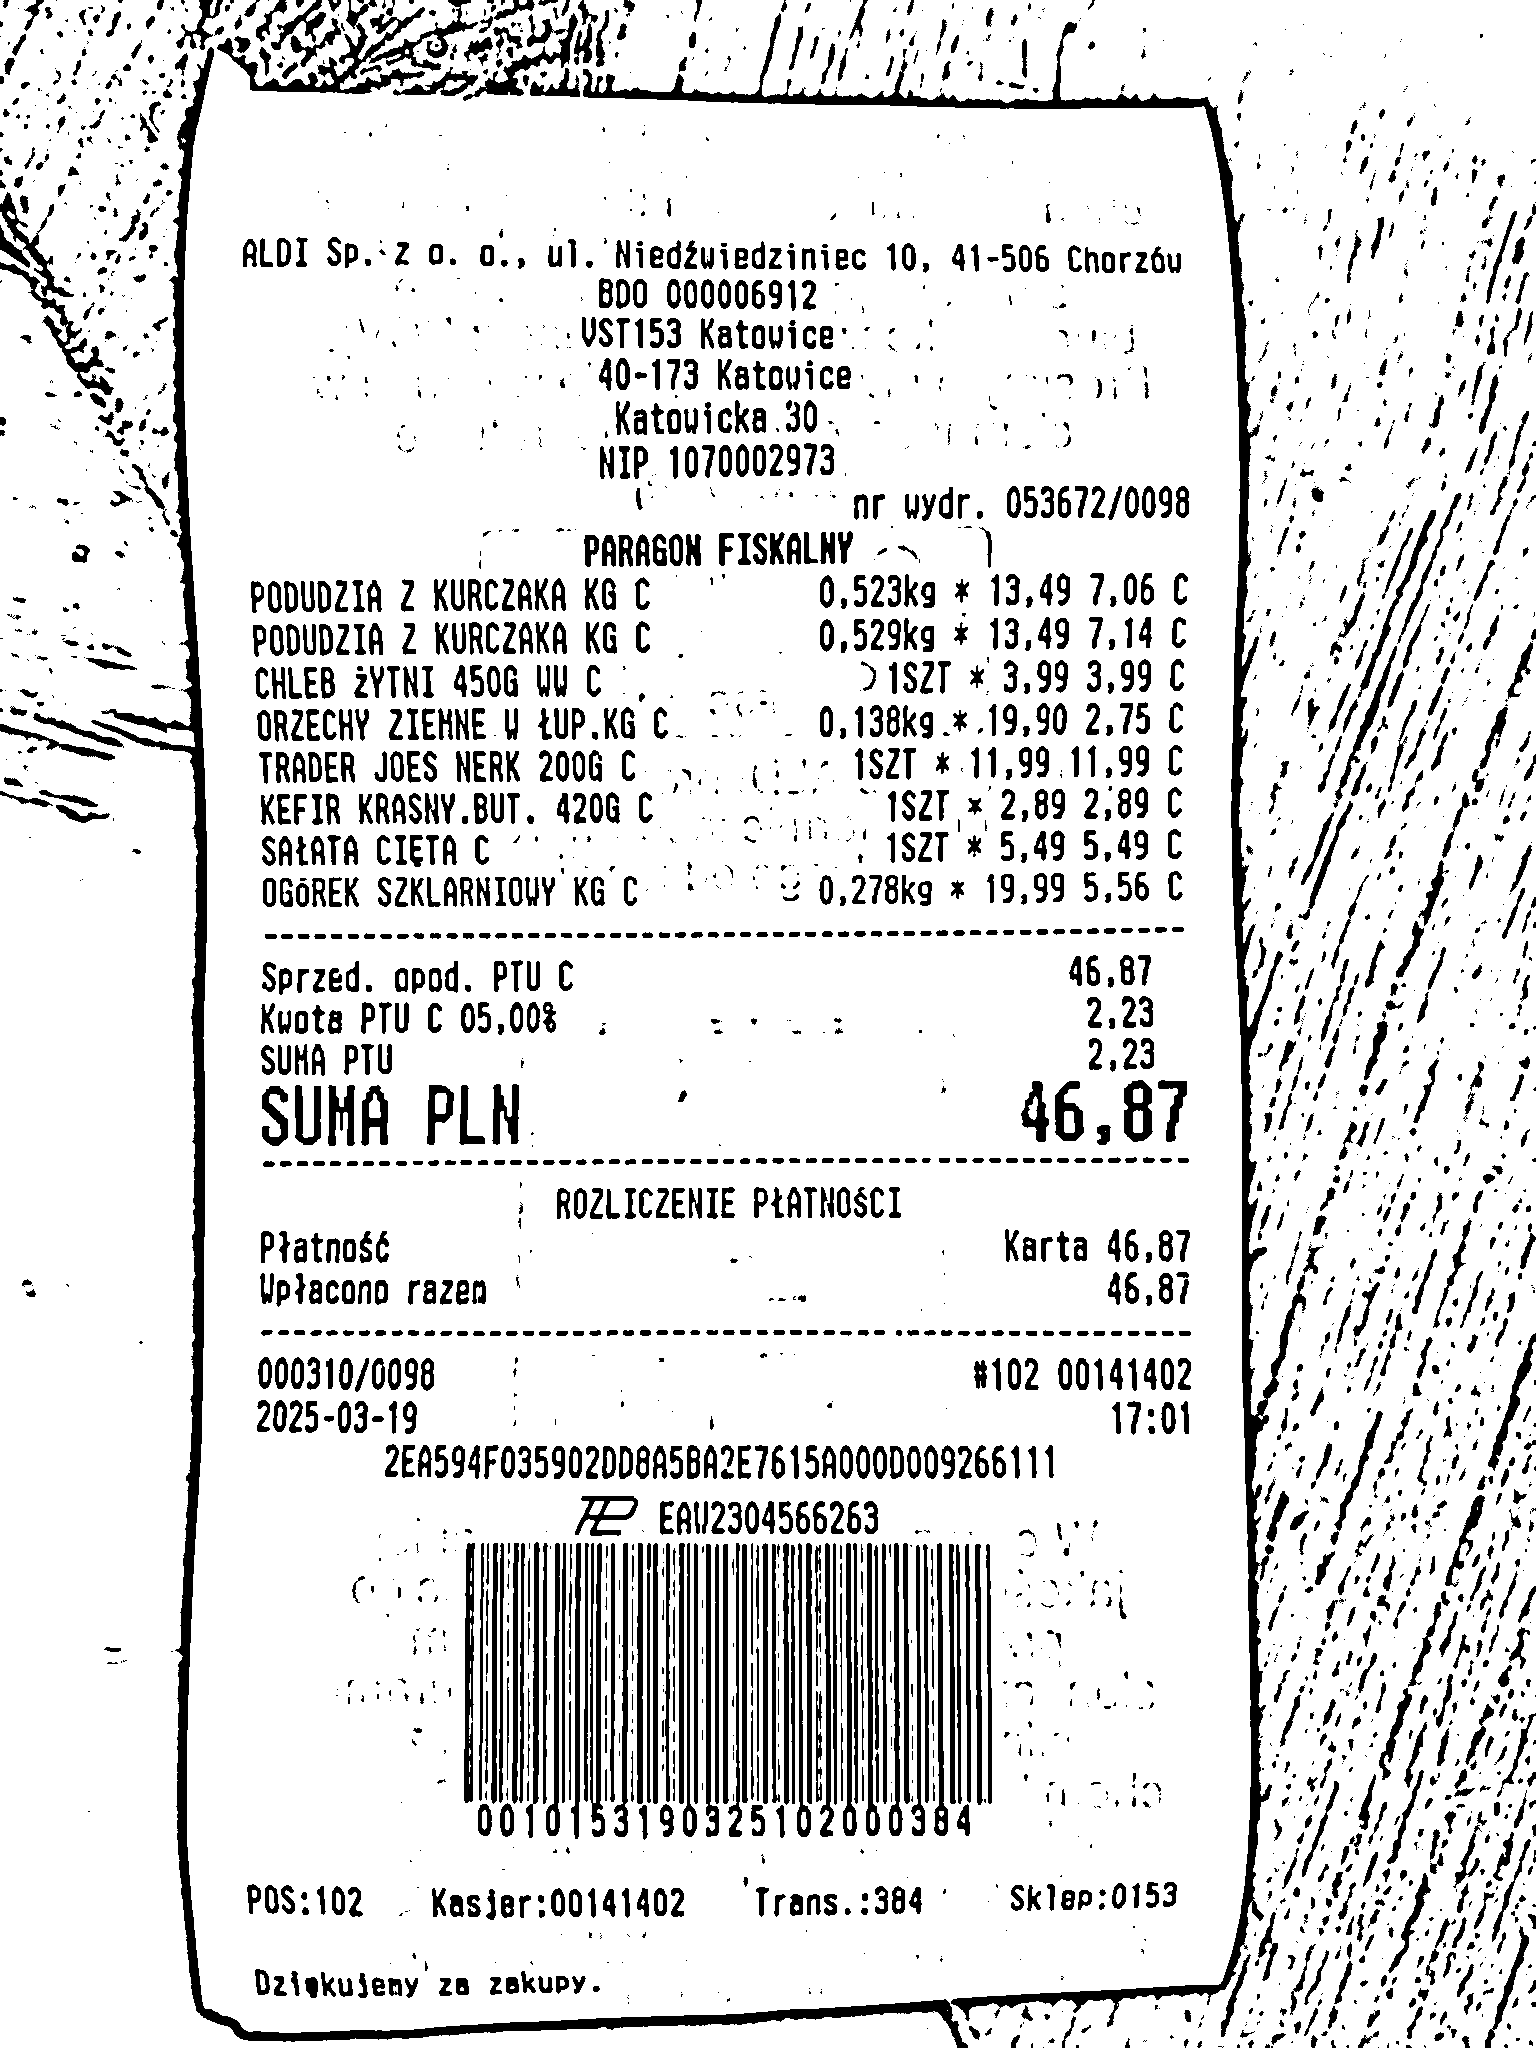 ALDI Sp. z o. o., ul. Niedźwiedziniec 10, 41-506 Chorzów
BDO 000006912
VST153 Katowice
40-173 Katowice
Katowicka 30
NIP 1070002973
nr wydr. 053672/0098
PARAGON FISKALNY
PODUDZIA Z KURCZAKA KG C 0,523kg * 13,49 7,06 C
PODUDZIA Z KURCZAKA KG C 0,529kg * 13,49 7,14 C
CHLEB ŻYTNI 450G WW C 1SZT * 3,99 3,99 C
ORZECHY ZIEMNE W ŁUP.KG C 0,138kg * 19,90 2,75 C
TRADER JOES NERK 200G C 1SZT * 11,99 11,99 C
KEFIR KRASNY.BUT. 420G C 1SZT * 2,89 2,89 C
SAŁATA CIĘTA C 1SZT * 5,49 5,49 C
OGÓREK SZKLARNIOWY KG C 0,278kg * 19,99 5,56 C
Sprzed. opod. PTU C 46,87
Kwota PTU C 05,00% 2,23
SUMA PTU 2,23
SUMA PLN 46,87
ROZLICZENIE PŁATNOŚCI
Płatność Karta 46,87
Wpłacono razem 46,87
000310/0098 #102 00141402
2025-03-19 17:01
2EA594F035902DD8A5BA2E7615A000D009266111
EAW2304566263
0010153190325102000384
POS:102 Kasjer:00141402 Trans.:384 Sklep:0153
Dziękujemy za zakupy.